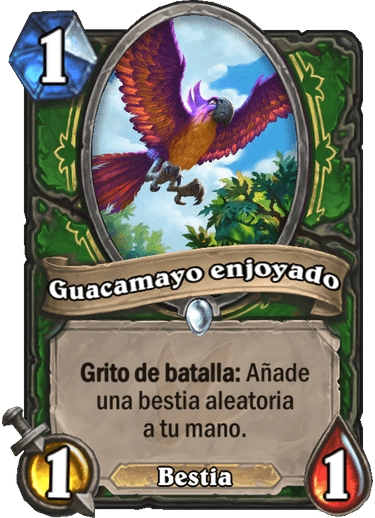 1
Guacamayo enjoyado
Grito de batalla: Añade
una bestia aleatoria
a tu mano.
1
Bestia
1